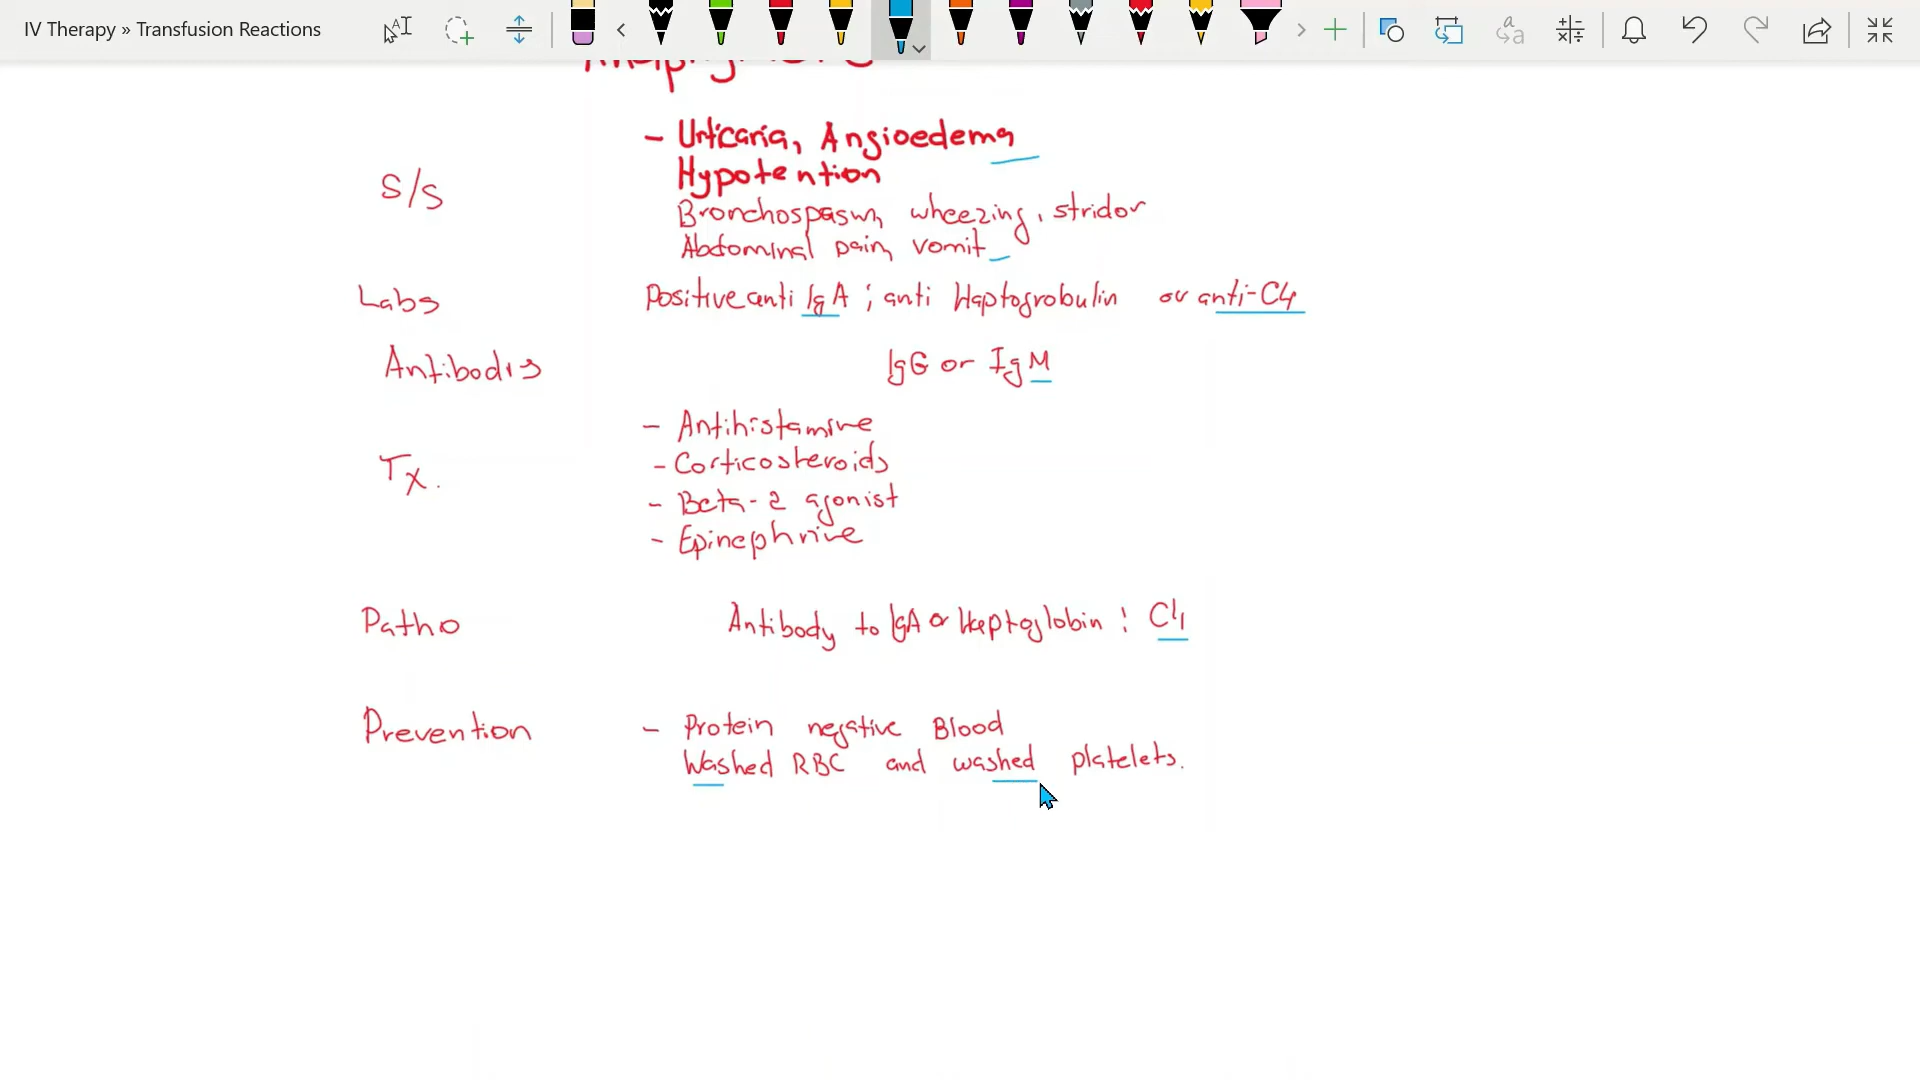 IV Therapy » Transfusion Reactions
- Urticaria, Angioedema
Hypotention
S/S
Bronchospasm, wheezing, stridor
Abdominal pain, vomit
Labs Positive anti IgA ; anti Haptogrobulin or anti-C4
Antibodis IgG or IgM
- Antihistamine
- Corticosteroids
Tx.
- Beta-2 agonist
- Epinephrine
Patho Antibody to IgA or Haptoglobin ; C4
Prevention - Protein negative Blood
Washed RBC and washed platelets.